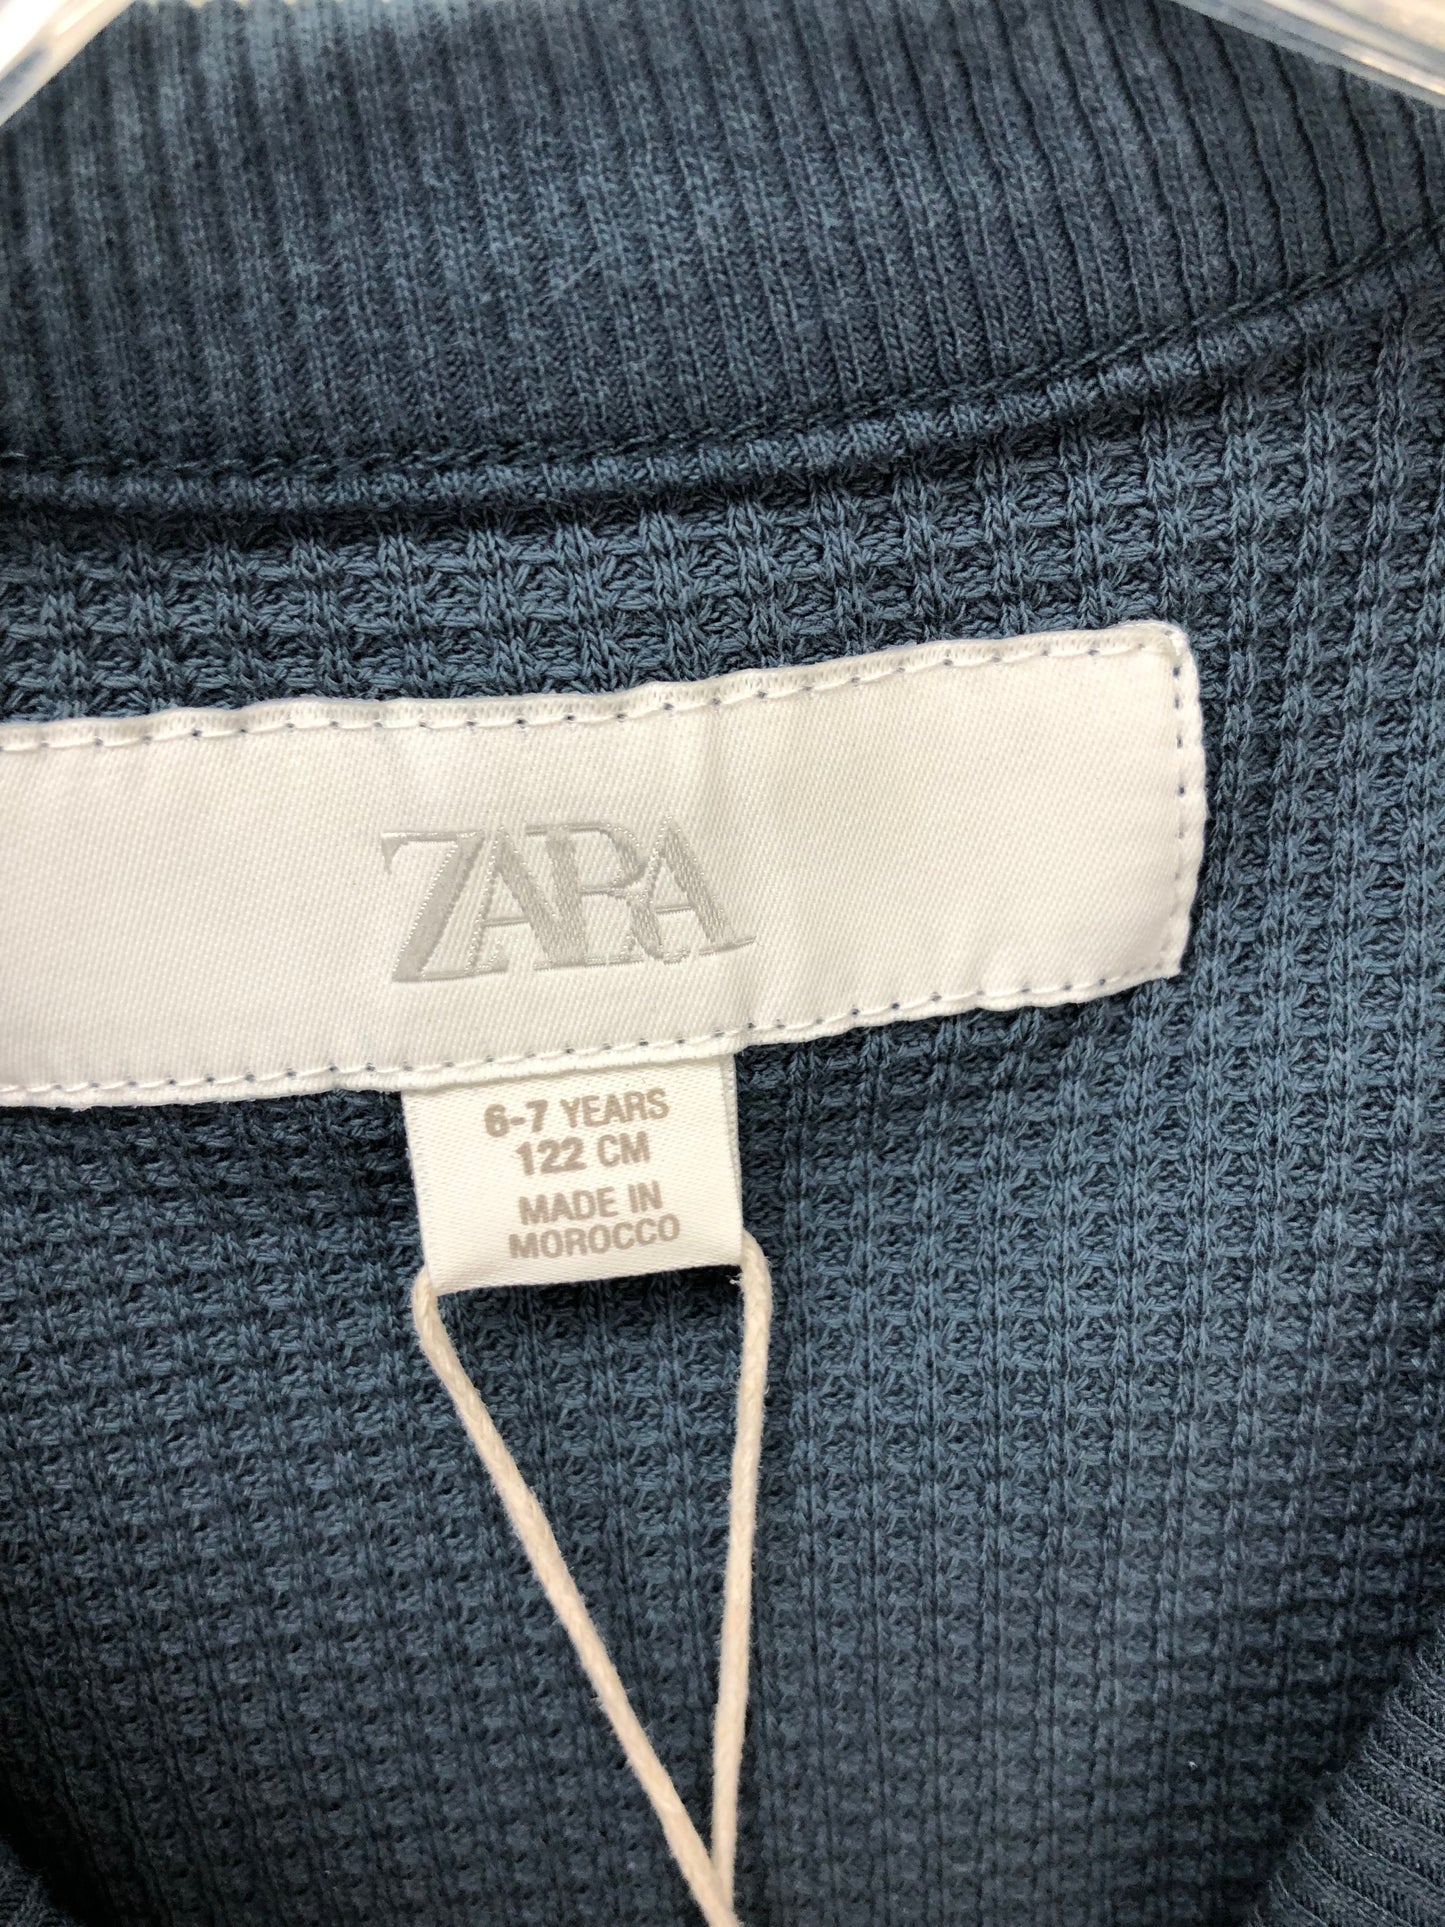 ZARA
6-7 YEARS
122 CM
MADE IN
MOROCCO